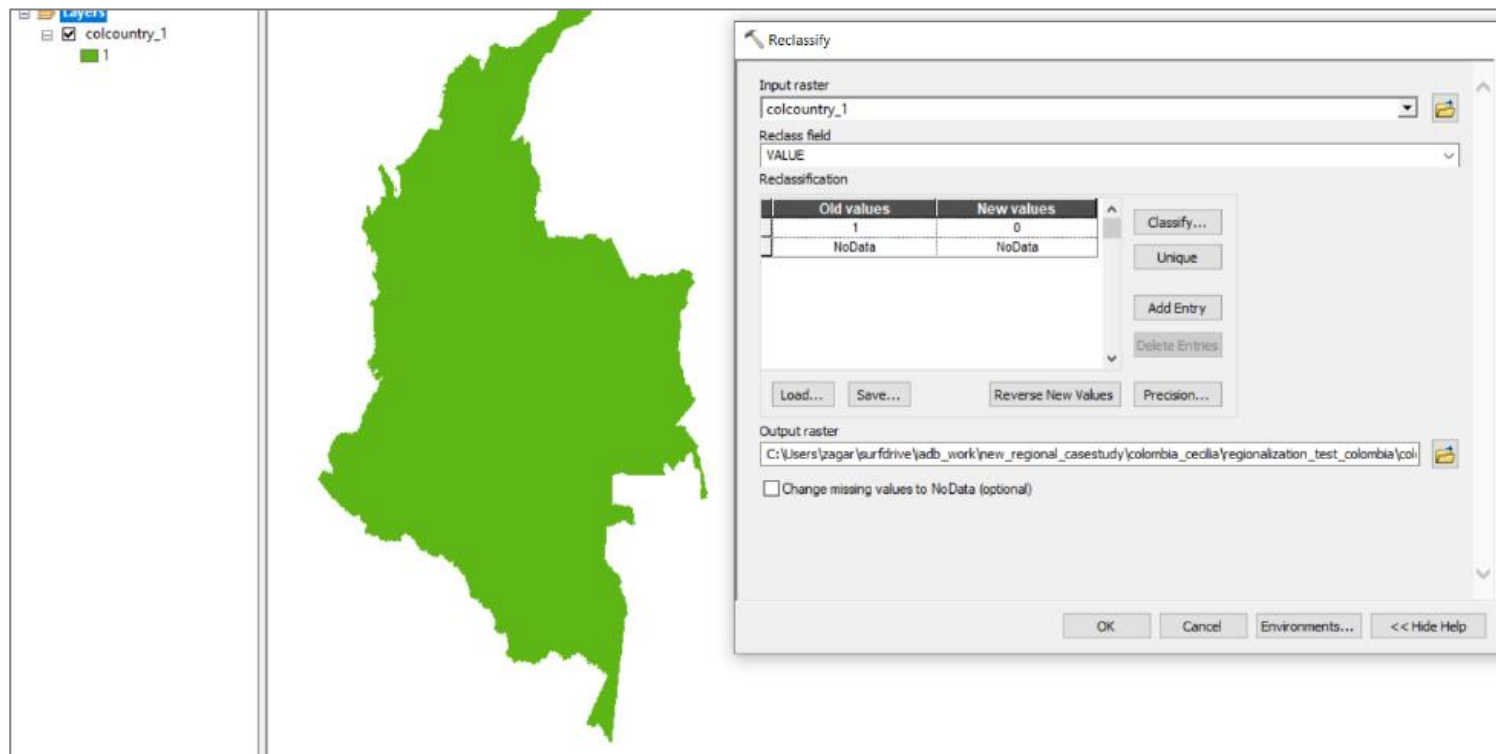 Layers
colcountry_1
1
Reclassify
Input raster
colcountry_1
Reclass field
VALUE
Reclassification
Old values New values
1 0
NoData NoData
Classify...
Unique
Add Entry
Delete Entries
Load... Save... Reverse New Values Precision...
Output raster
C:\Users\zagar\surfdrive\adb_work\new_regional_casestudy\colombia_cecilia\regionalization_test_colombia\col
Change missing values to NoData (optional)
OK Cancel Environments... << Hide Help